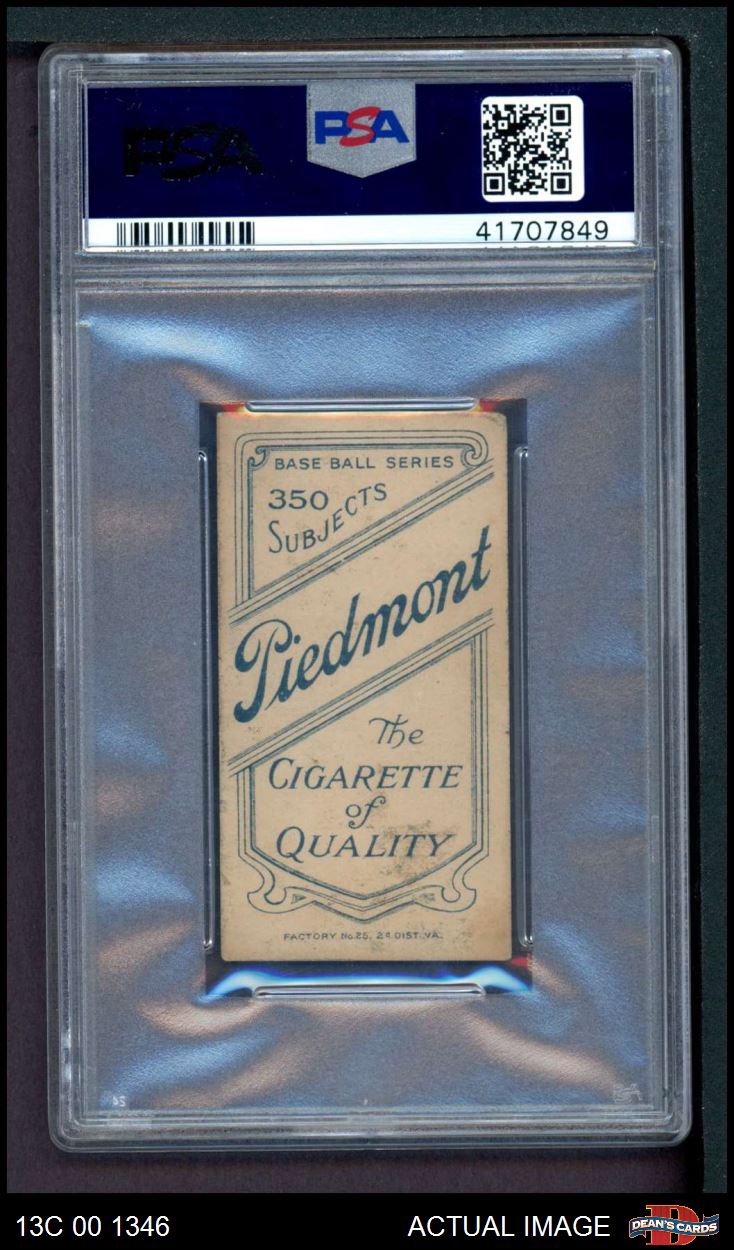 PSA
PSA
41707849
BASE BALL SERIES
350
SUBJECTS
Piedmont
The
CIGARETTE
of
QUALITY
FACTORY No.25, 2d DIST. VA.
13C 00 1346
ACTUAL IMAGE
DEAN'S CARDS